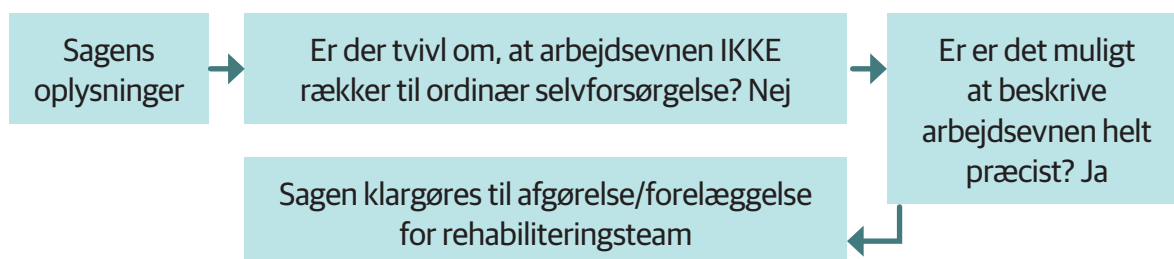 Sagens
oplysninger
Er der tvivl om, at arbejdsevnen IKKE
rækker til ordinær selvforsørgelse? Nej
Er er det muligt
at beskrive
arbejdsevnen helt
præcist? Ja
Sagen klargøres til afgørelse/forelæggelse
for rehabiliteringsteam